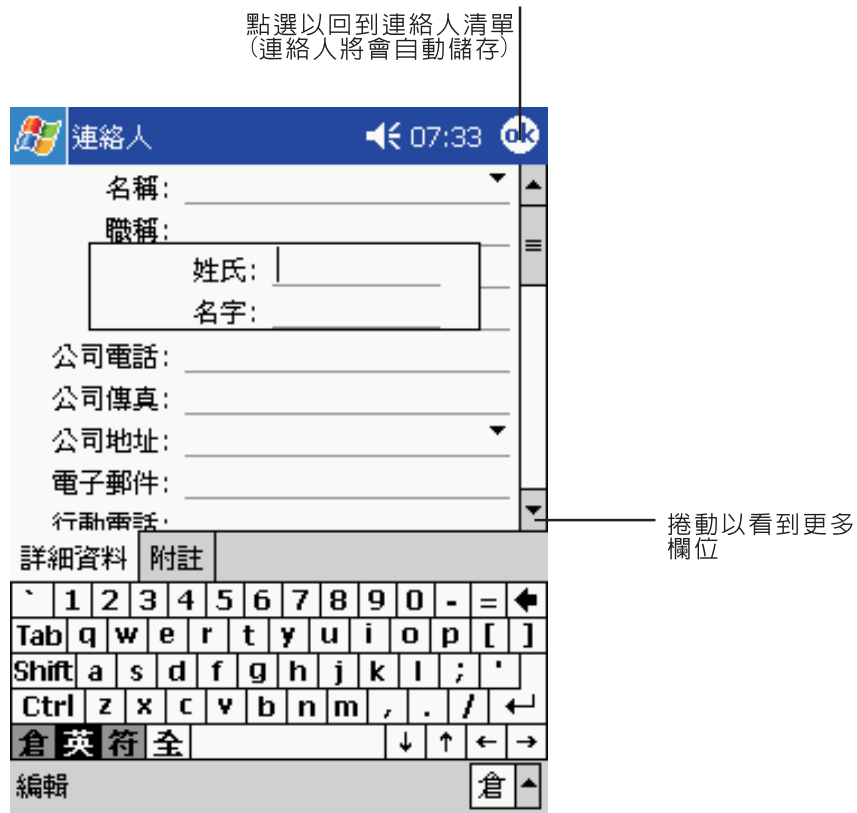 點選以回到連絡人清單
(連絡人將會自動儲存)
連絡人 07:33 ok
名稱:
職稱:
姓氏:
名字:
公司電話:
公司傳真:
公司地址:
電子郵件:
行動電話:
捲動以看到更多
欄位
詳細資料 附註
` 1 2 3 4 5 6 7 8 9 0 - =
Tab q w e r t y u i o p [ ]
Shift a s d f g h j k l ; '
Ctrl z x c v b n m , . / ↵
倉 英 符 全 ↓ ↑ ← →
編輯 倉